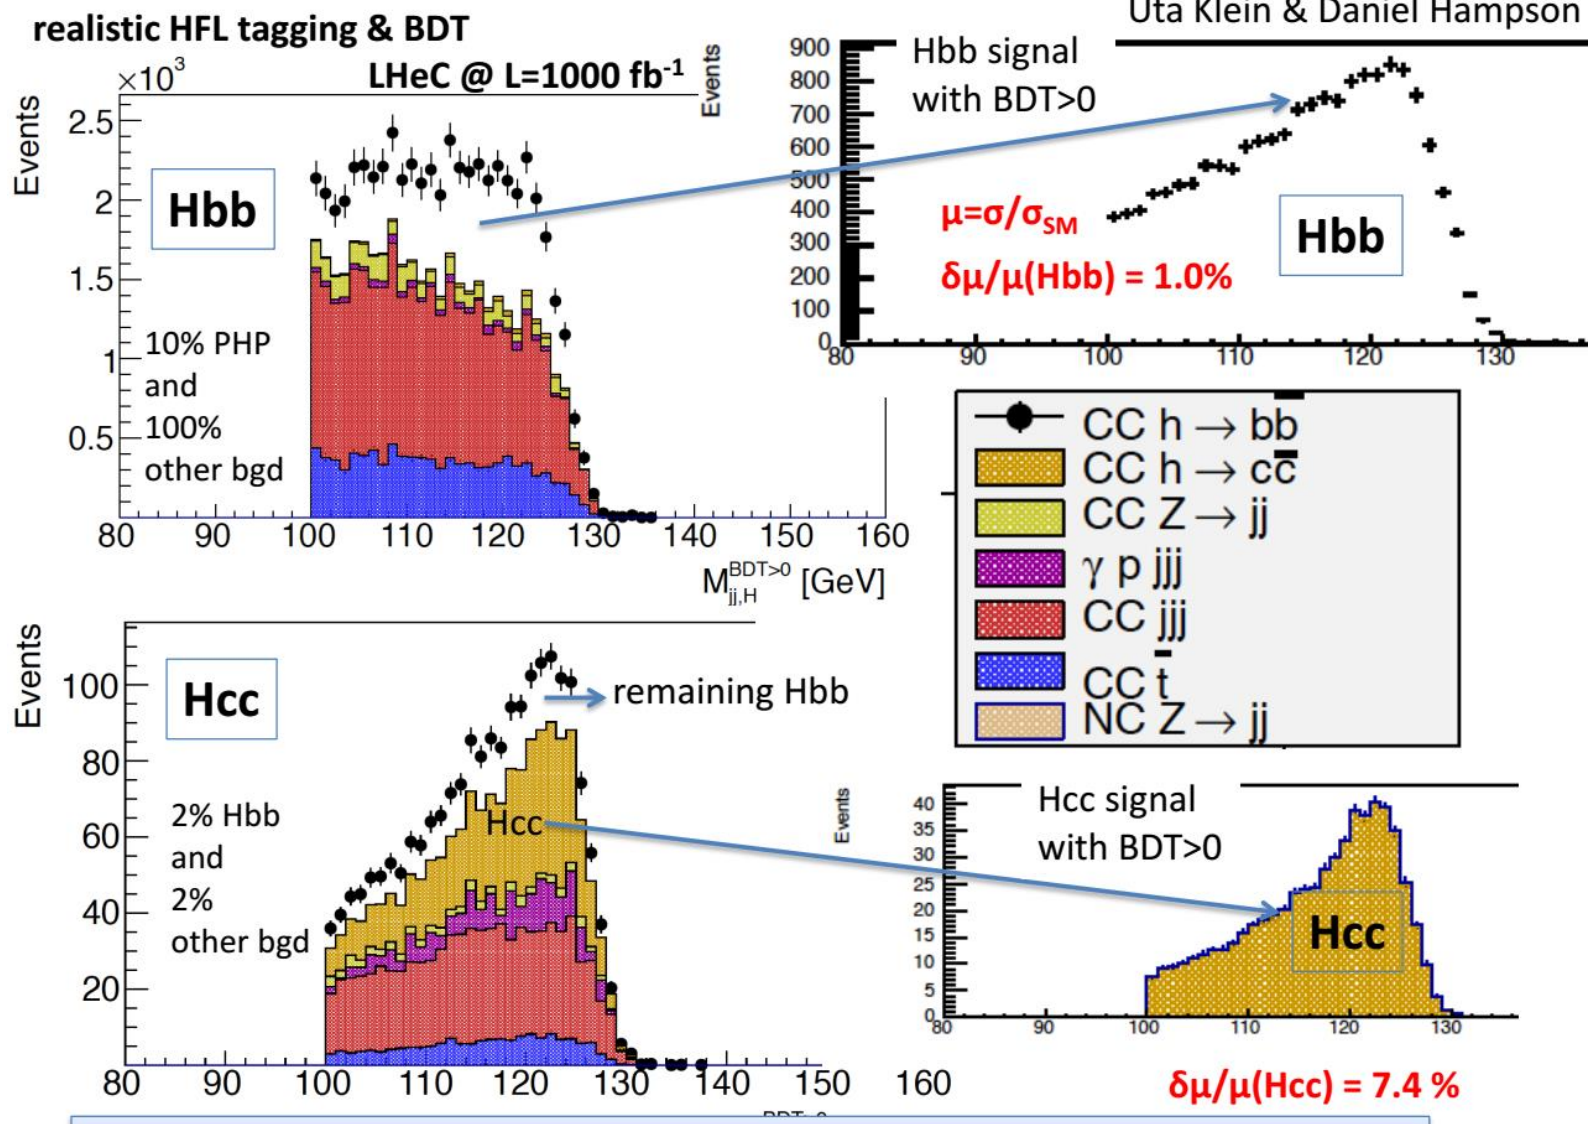 realistic HFL tagging & BDT
Uta Klein & Daniel Hampson
×10³
LHeC @ L=1000 fb⁻¹
Events
2.5
2
1.5
1
0.5
Hbb
10% PHP
and
100%
other bgd
80 90 100 110 120 130 140 150 160
M_{jj,H}^{BDT>0} [GeV]
Events
900
800
700
600
500
400
300
200
100
0
Hbb signal
with BDT>0
μ=σ/σ_{SM}
δμ/μ(Hbb) = 1.0%
Hbb
80 90 100 110 120 130
CC h → bb̅
CC h → cc̅
CC Z → jj
γ p jjj
CC jjj
CC t̅
NC Z → jj
Events
100
80
60
40
20
Hcc
remaining Hbb
2% Hbb
and
2%
other bgd
Hcc
80 90 100 110 120 130 140 150 160
Events
40
35
30
25
20
15
10
5
0
Hcc signal
with BDT>0
Hcc
80 90 100 110 120 130
δμ/μ(Hcc) = 7.4 %